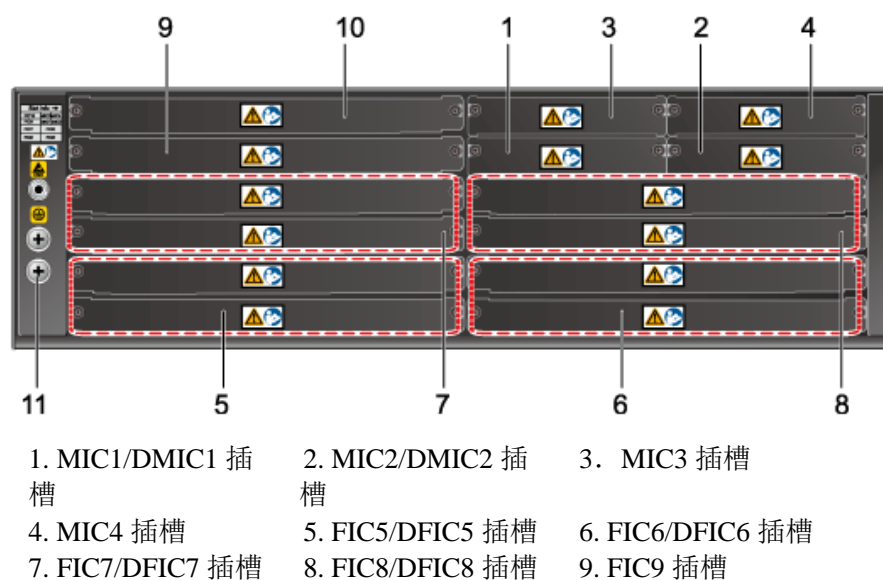 9 10 1 3 2 4
11 5 7 6 8
1. MIC1/DMIC1 插槽
2. MIC2/DMIC2 插槽
3． MIC3 插槽
4. MIC4 插槽
5. FIC5/DFIC5 插槽
6. FIC6/DFIC6 插槽
7. FIC7/DFIC7 插槽
8. FIC8/DFIC8 插槽
9. FIC9 插槽